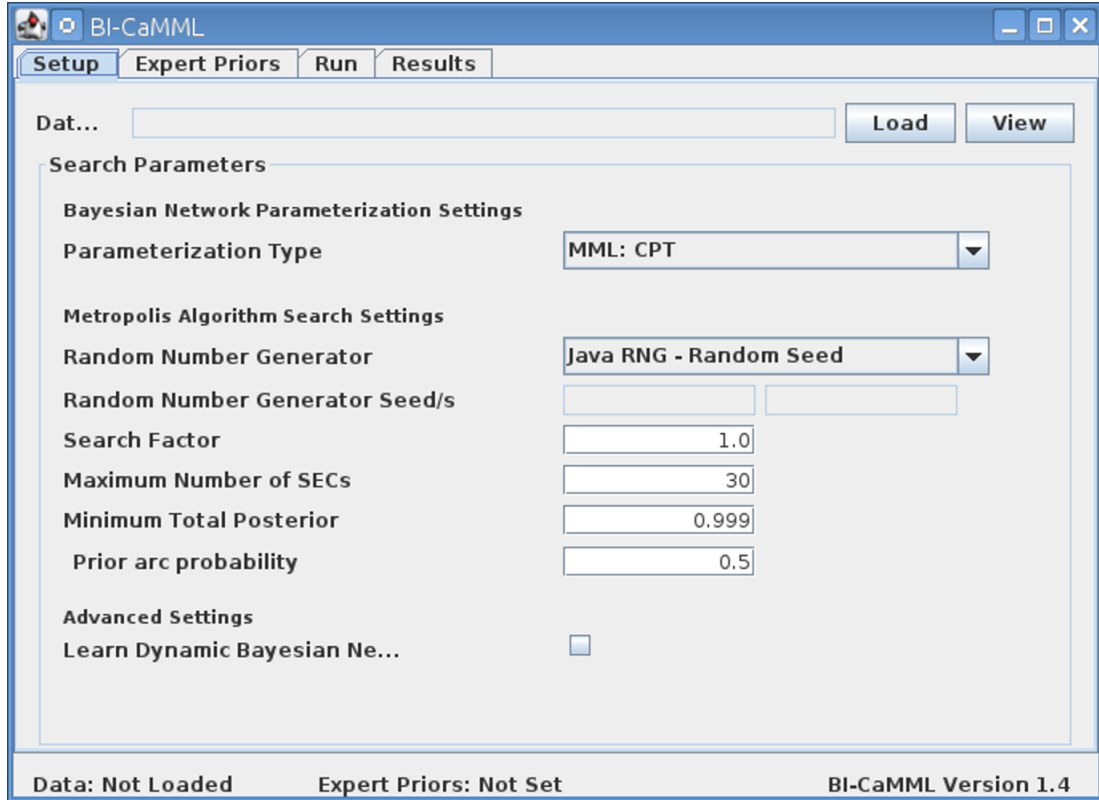 BI-CaMML
Setup Expert Priors Run Results
Dat... Load View
Search Parameters
Bayesian Network Parameterization Settings
Parameterization Type MML: CPT
Metropolis Algorithm Search Settings
Random Number Generator Java RNG - Random Seed
Random Number Generator Seed/s
Search Factor 1.0
Maximum Number of SECs 30
Minimum Total Posterior 0.999
Prior arc probability 0.5
Advanced Settings
Learn Dynamic Bayesian Ne...
Data: Not Loaded Expert Priors: Not Set BI-CaMML Version 1.4